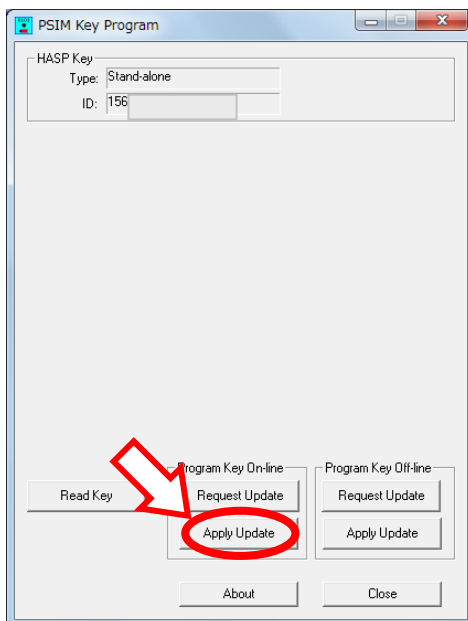 PSIM Key Program
HASP Key
Type: Stand-alone
ID: 156
Program Key On-line
Program Key Off-line
Read Key
Request Update
Request Update
Apply Update
Apply Update
About
Close